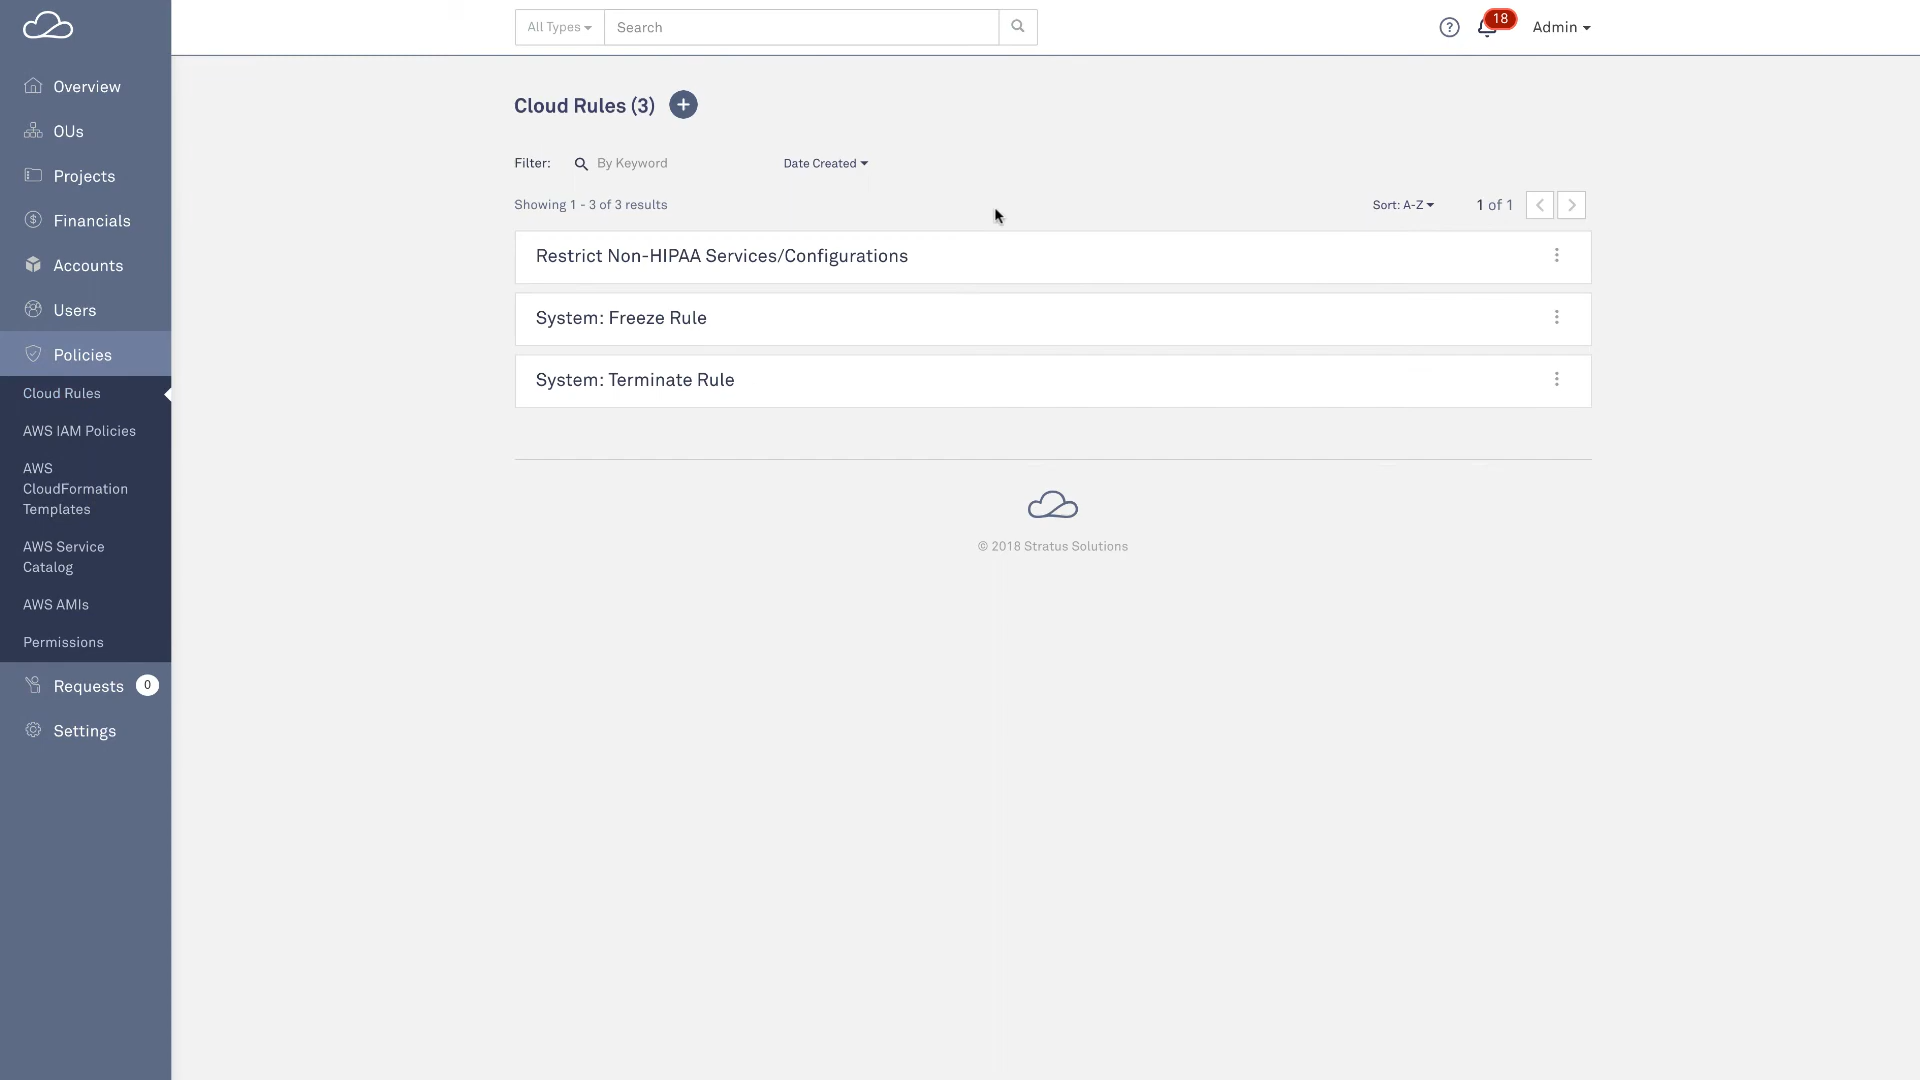 All Types
Search
18
Admin
Overview
OUs
Projects
Financials
Accounts
Users
Policies
Cloud Rules
AWS IAM Policies
AWS
CloudFormation
Templates
AWS Service
Catalog
AWS AMIs
Permissions
Requests 0
Settings
Cloud Rules (3) +
Filter: By Keyword Date Created
Showing 1 - 3 of 3 results Sort: A-Z 1 of 1
Restrict Non-HIPAA Services/Configurations
System: Freeze Rule
System: Terminate Rule
© 2018 Stratus Solutions